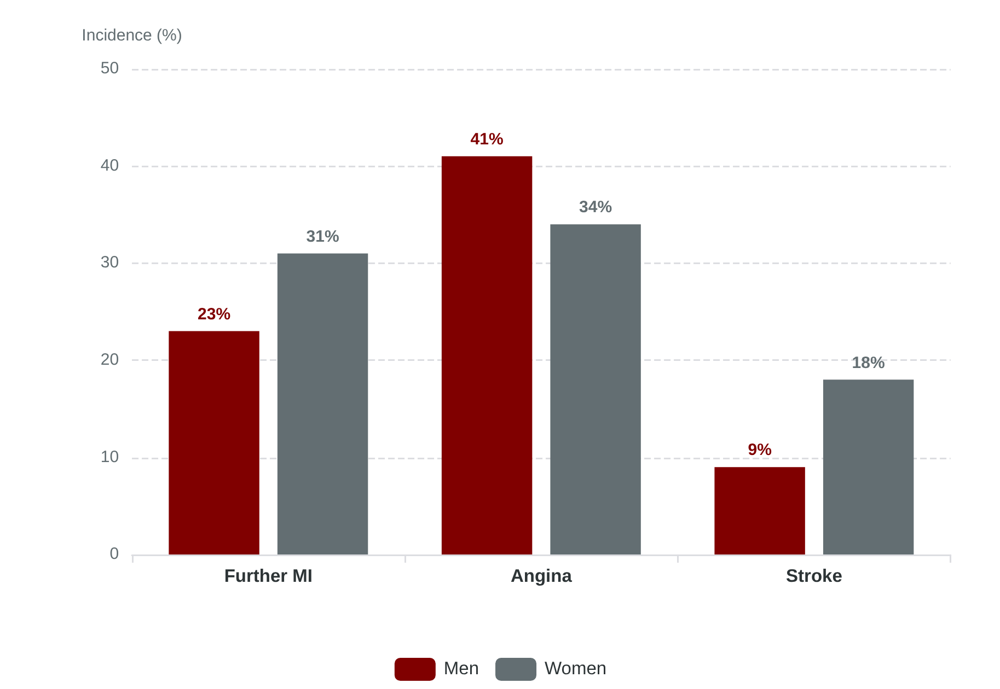 Incidence (%)
50
41%
40
34%
31%
30
23%
20
18%
10
9%
0
Further MI
Angina
Stroke
Men
Women